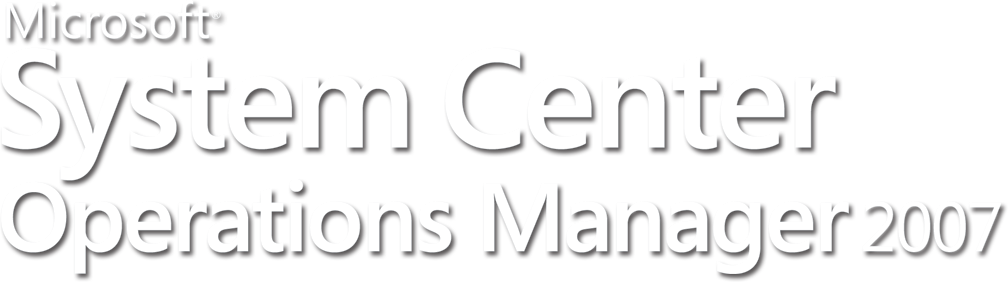 Microsoft®
System Center
Operations Manager 2007